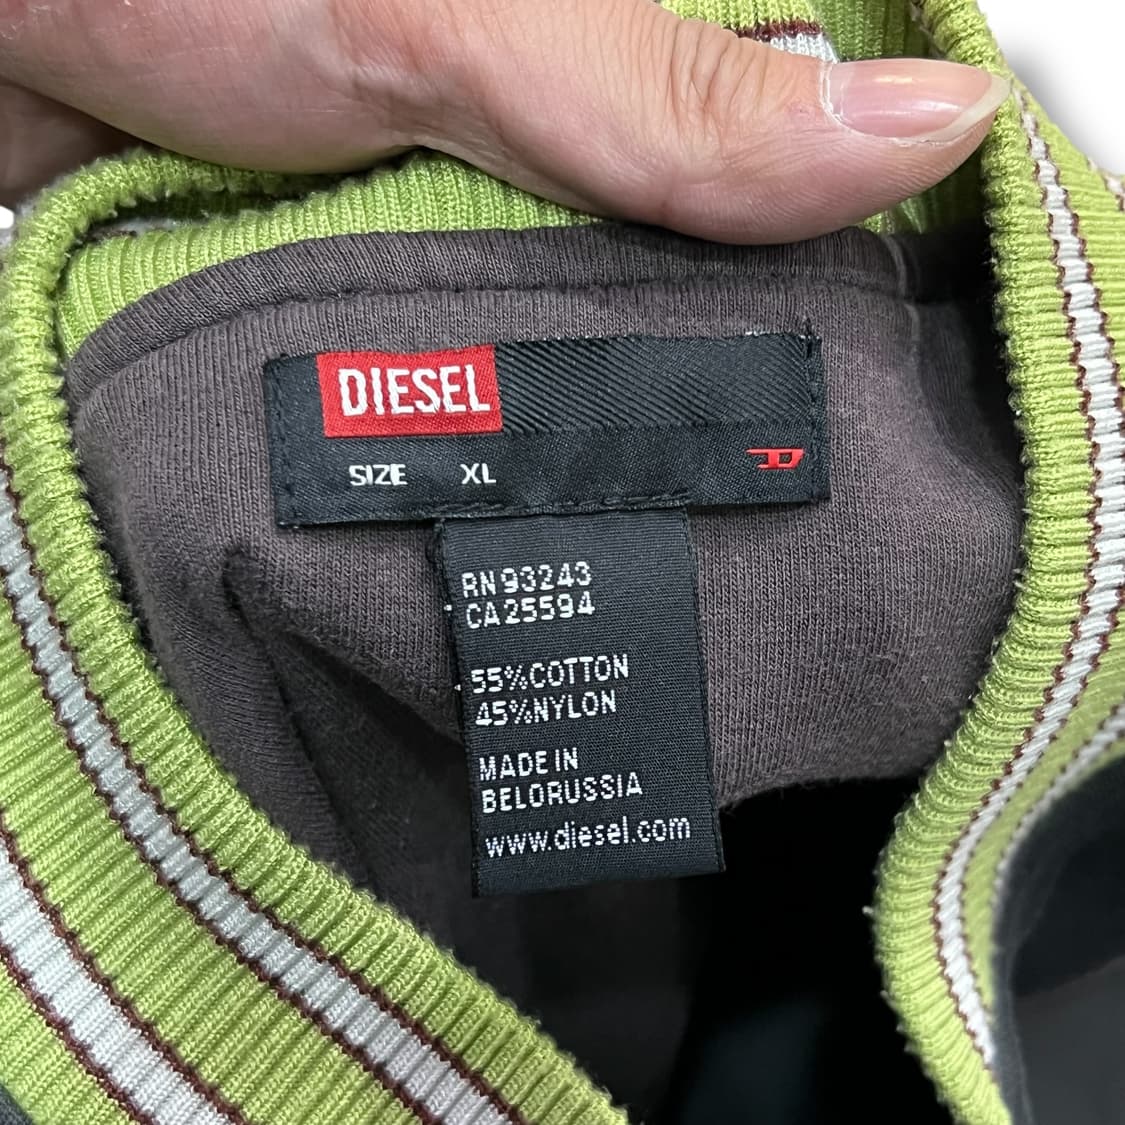 DIESEL
SIZE XL
RN 93243
CA 25594
55%COTTON
45%NYLON
MADE IN
BELORUSSIA
www.diesel.com